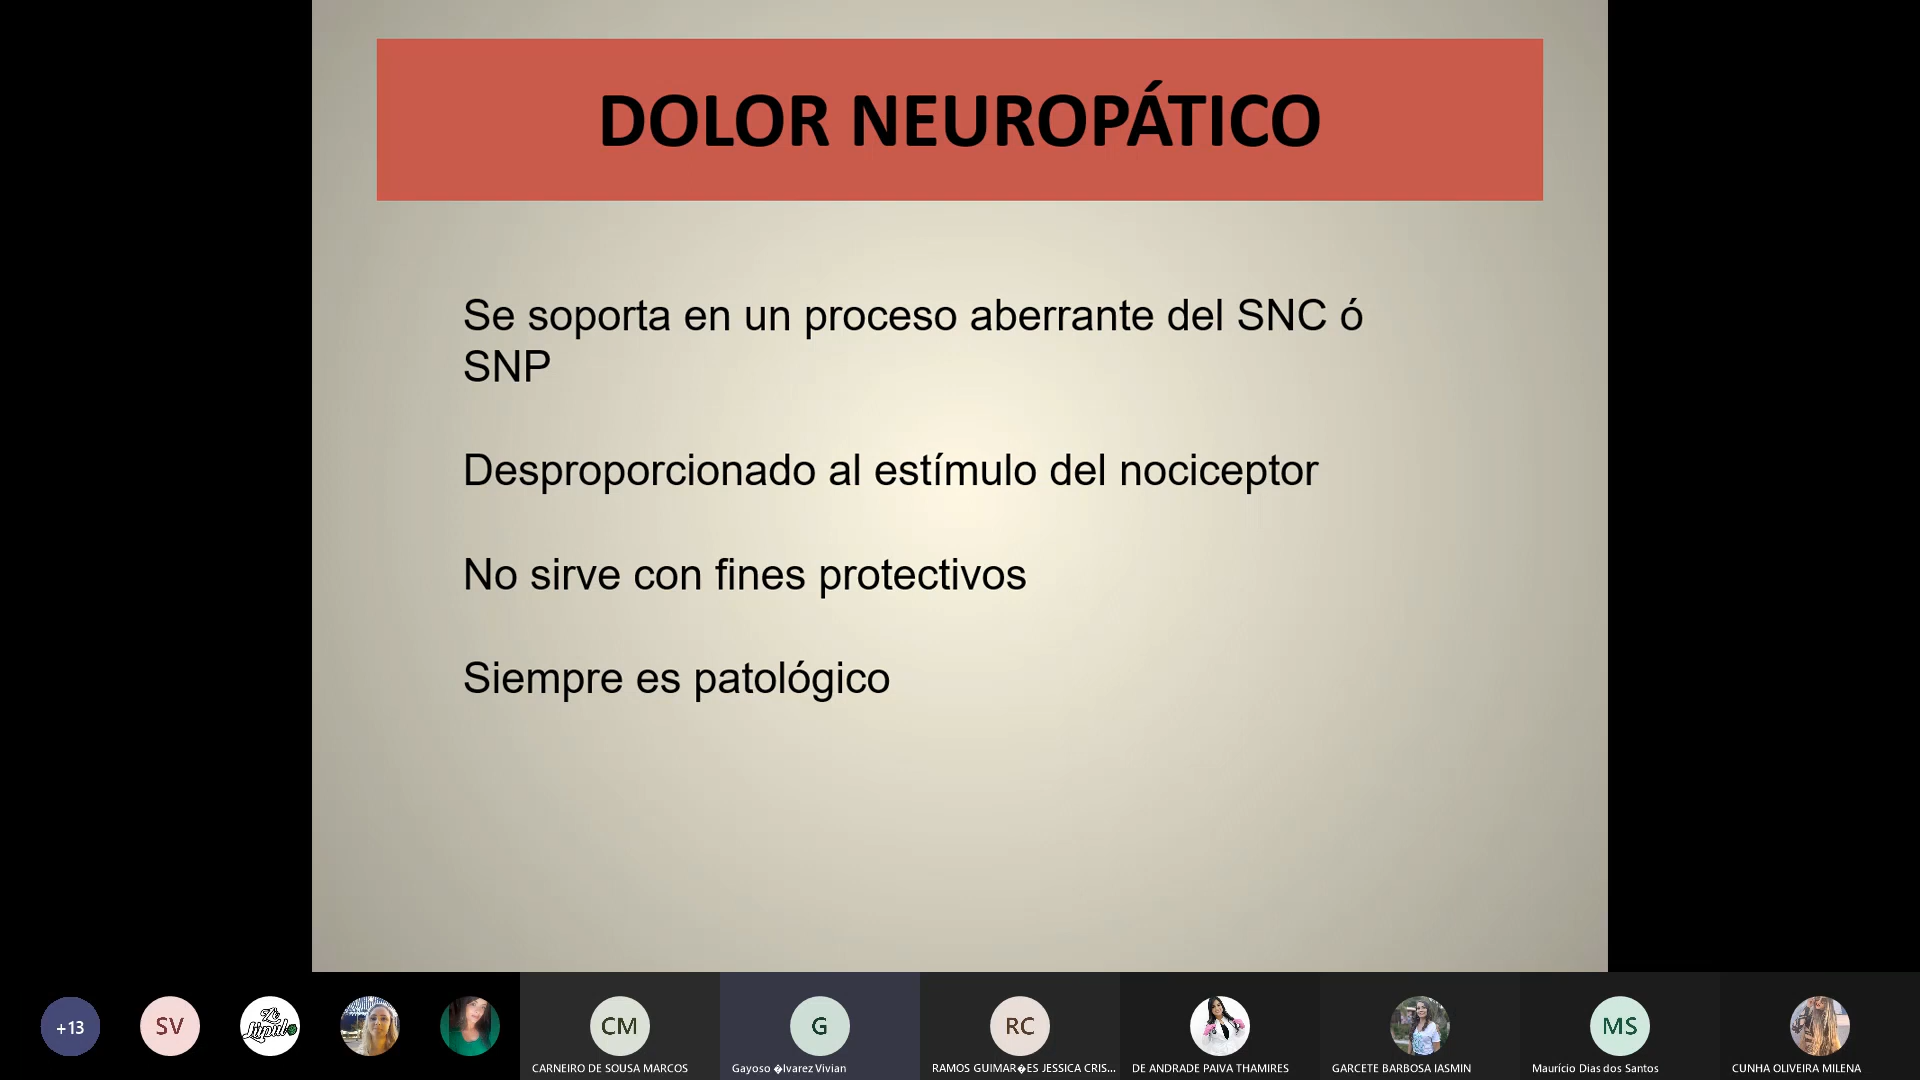 DOLOR NEUROPÁTICO
Se soporta en un proceso aberrante del SNC ó
SNP
Desproporcionado al estímulo del nociceptor
No sirve con fines protectivos
Siempre es patológico
+13
SV
CM
G
RC
MS
CARNEIRO DE SOUSA MARCOS
Gayoso �lvarez Vivian
RAMOS GUIMAR�ES JESSICA CRIS...
DE ANDRADE PAIVA THAMIRES
GARCETE BARBOSA IASMIN
Maurício Dias dos Santos
CUNHA OLIVEIRA MILENA